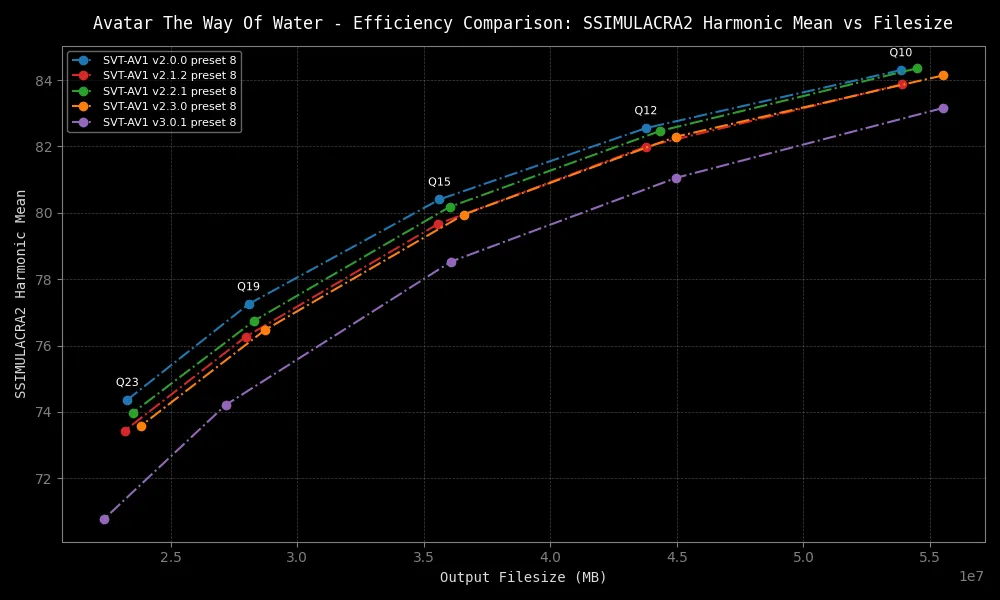 Avatar The Way Of Water - Efficiency Comparison: SSIMULACRA2 Harmonic Mean vs Filesize
SVT-AV1 v2.0.0 preset 8
SVT-AV1 v2.1.2 preset 8
SVT-AV1 v2.2.1 preset 8
SVT-AV1 v2.3.0 preset 8
SVT-AV1 v3.0.1 preset 8
Q10
Q12
Q15
Q19
Q23
SSIMULACRA2 Harmonic Mean
84
82
80
78
76
74
72
2.5 3.0 3.5 4.0 4.5 5.0 5.5
1e7
Output Filesize (MB)